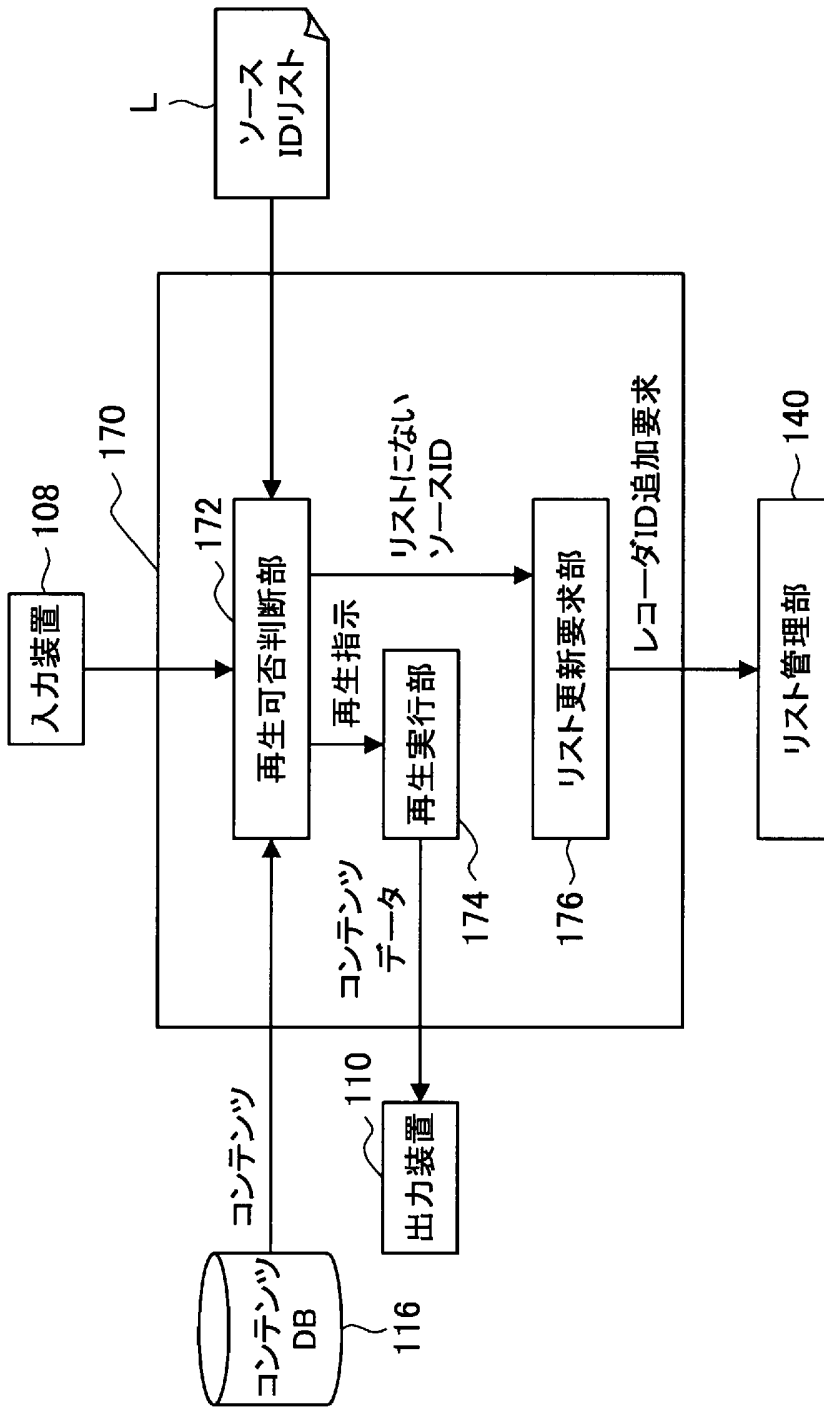 入力装置
108
170
L
ソース
IDリスト
コンテンツ
DB
116
コンテンツ
再生可否判断部
172
再生指示
リストにない
ソースID
コンテンツ
データ
再生実行部
174
出力装置
110
リスト更新要求部
176
レコーダID追加要求
リスト管理部
140